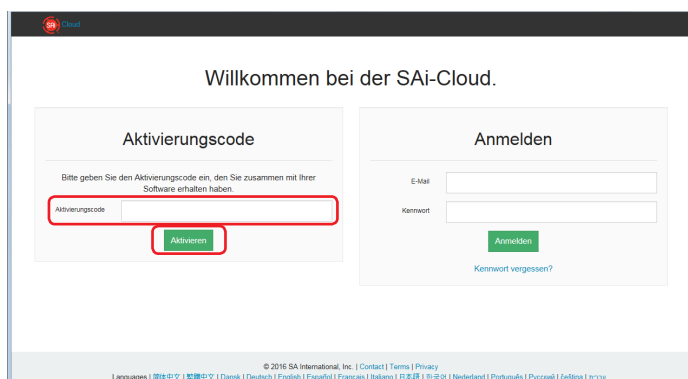 SAi Cloud
Willkommen bei der SAi-Cloud.
Aktivierungscode
Bitte geben Sie den Aktivierungscode ein, den Sie zusammen mit Ihrer
Software erhalten haben.
Aktivierungscode
Aktivieren
Anmelden
E-Mail
Kennwort
Anmelden
Kennwort vergessen?
© 2016 SA International, Inc. | Contact | Terms | Privacy
Languages | 简体中文 | 繁體中文 | Dansk | Deutsch | English | Español | Français | Italiano | 日本語 | 한국어 | Nederland | Português | Русский | čeština | עברית